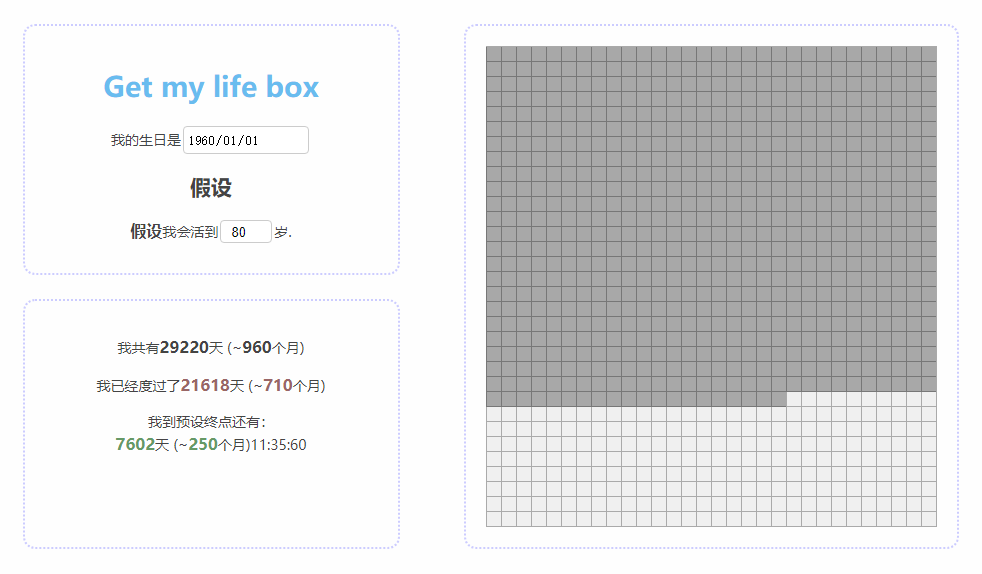 Get my life box
我的生日是 1960/01/01
假设
假设我会活到 80 岁.
我共有29220天 (~960个月)
我已经度过了21618天 (~710个月)
我到预设终点还有:
7602天 (~250个月)11:35:60